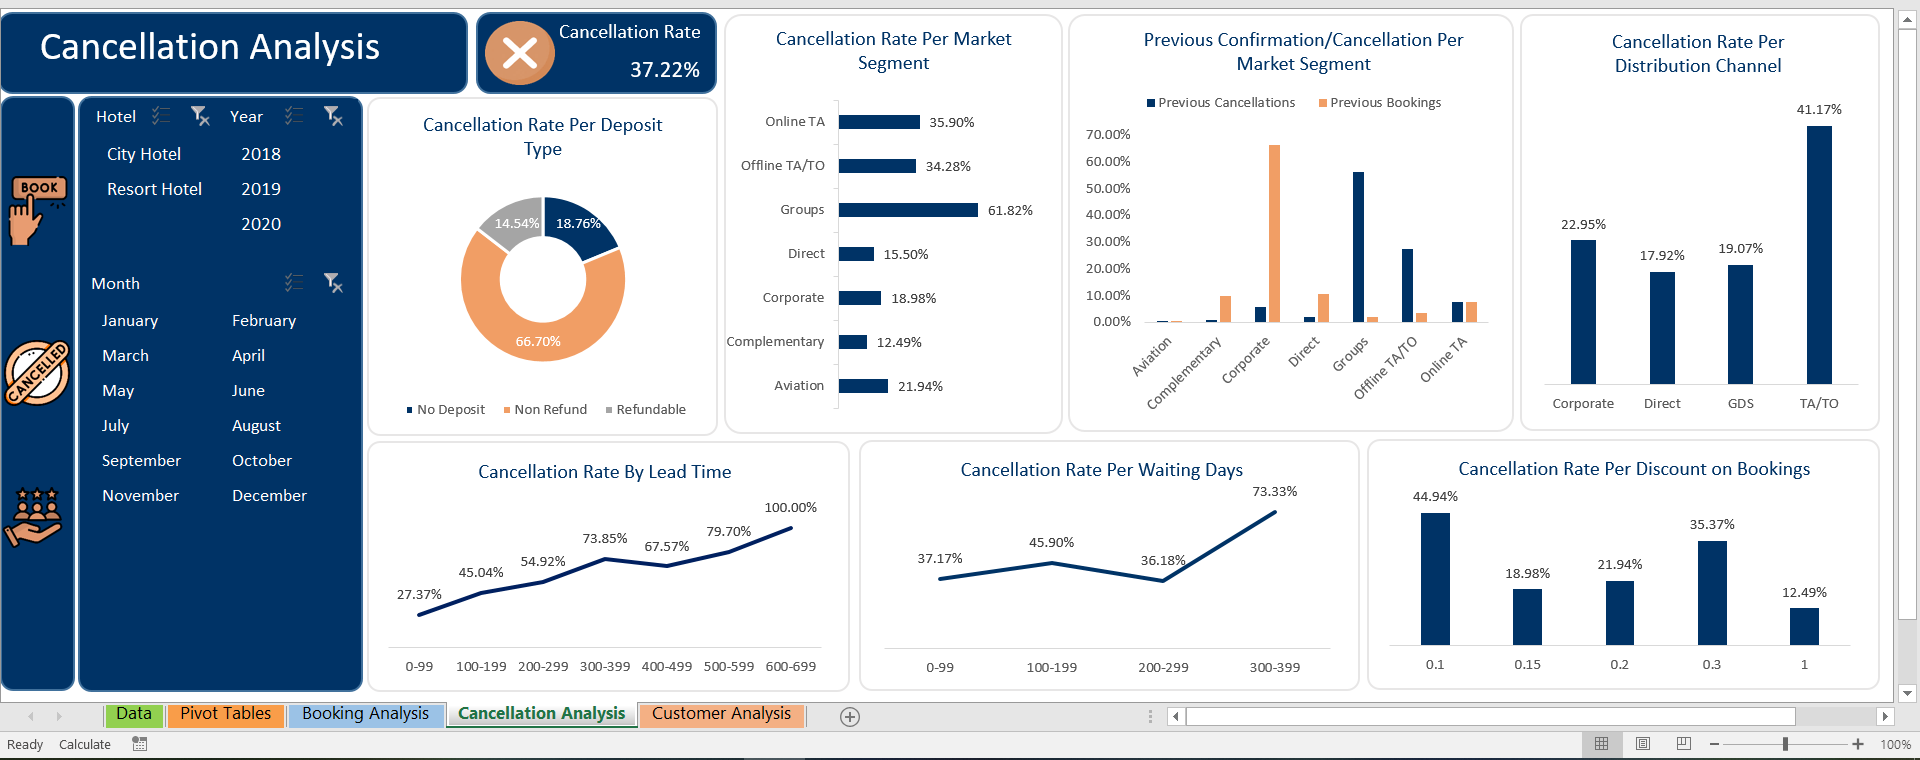 Cancellation Analysis
Cancellation Rate
37.22%
Hotel
Year
City Hotel
2018
Resort Hotel
2019
2020
Month
January
February
March
April
May
June
July
August
September
October
November
December
BOOK
CANCELLED
Cancellation Rate Per Deposit
Type
14.54%
18.76%
66.70%
No Deposit
Non Refund
Refundable
Cancellation Rate Per Market
Segment
Online TA
35.90%
Offline TA/TO
34.28%
Groups
61.82%
Direct
15.50%
Corporate
18.98%
Complementary
12.49%
Aviation
21.94%
Previous Confirmation/Cancellation Per
Market Segment
Previous Cancellations
Previous Bookings
70.00%
60.00%
50.00%
40.00%
30.00%
20.00%
10.00%
0.00%
Aviation
Complementary
Corporate
Direct
Groups
Offline TA/TO
Online TA
Cancellation Rate Per
Distribution Channel
41.17%
22.95%
17.92%
19.07%
Corporate
Direct
GDS
TA/TO
Cancellation Rate By Lead Time
27.37%
45.04%
54.92%
73.85%
67.57%
79.70%
100.00%
0-99
100-199
200-299
300-399
400-499
500-599
600-699
Cancellation Rate Per Waiting Days
37.17%
45.90%
36.18%
73.33%
0-99
100-199
200-299
300-399
Cancellation Rate Per Discount on Bookings
44.94%
18.98%
21.94%
35.37%
12.49%
0.1
0.15
0.2
0.3
1
Data
Pivot Tables
Booking Analysis
Cancellation Analysis
Customer Analysis
Ready
Calculate
100%